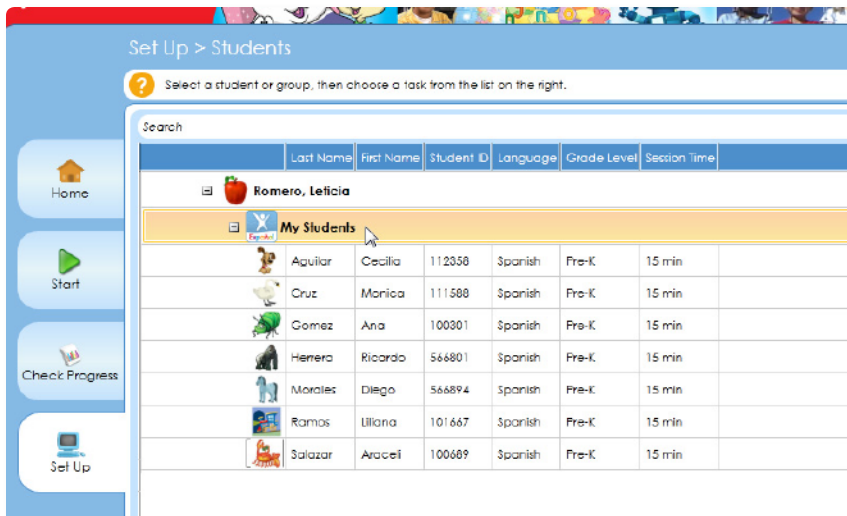 Set Up > Students
? Select a student or group, then choose a task from the list on the right.
Search
Last Name First Name Student ID Language Grade Level Session Time
Home
Romero, Leticia
Español My Students
Aguilar Cecilia 112358 Spanish Pre-K 15 min
Start
Cruz Monica 111588 Spanish Pre-K 15 min
Gomez Ana 100301 Spanish Pre-K 15 min
Check Progress
Herrera Ricardo 566801 Spanish Pre-K 15 min
Morales Diego 566894 Spanish Pre-K 15 min
Ramos Liliana 101667 Spanish Pre-K 15 min
Set Up
Salazar Araceli 100689 Spanish Pre-K 15 min